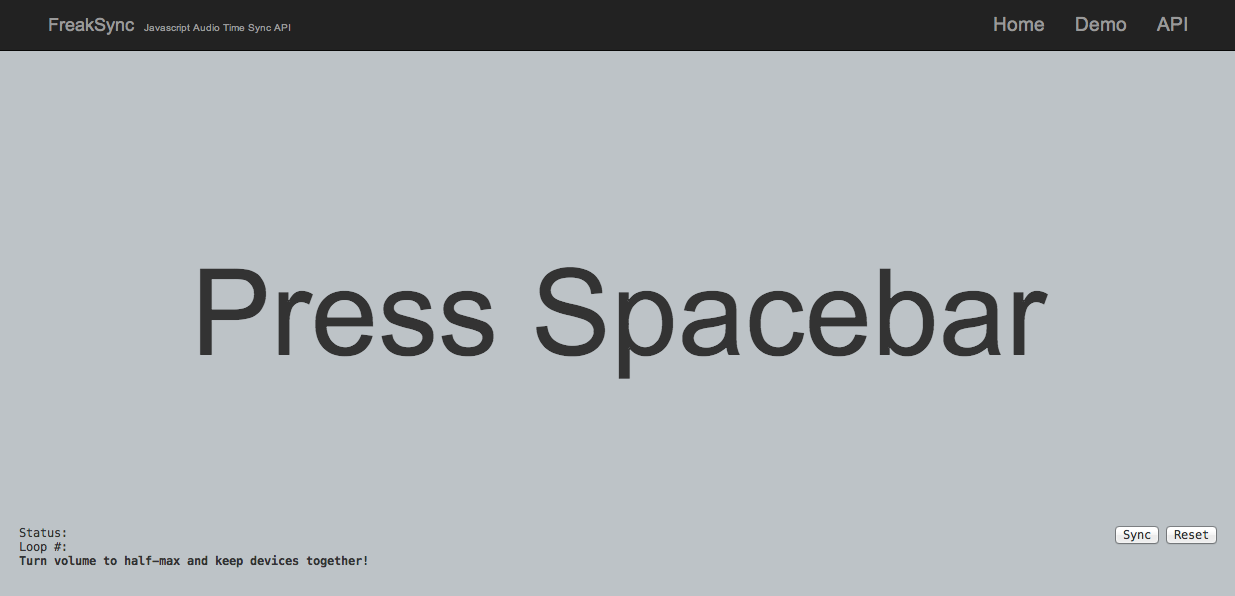 FreakSync Javascript Audio Time Sync API Home Demo API
Press Spacebar
Status:
Loop #:
Turn volume to half-max and keep devices together!
Sync Reset